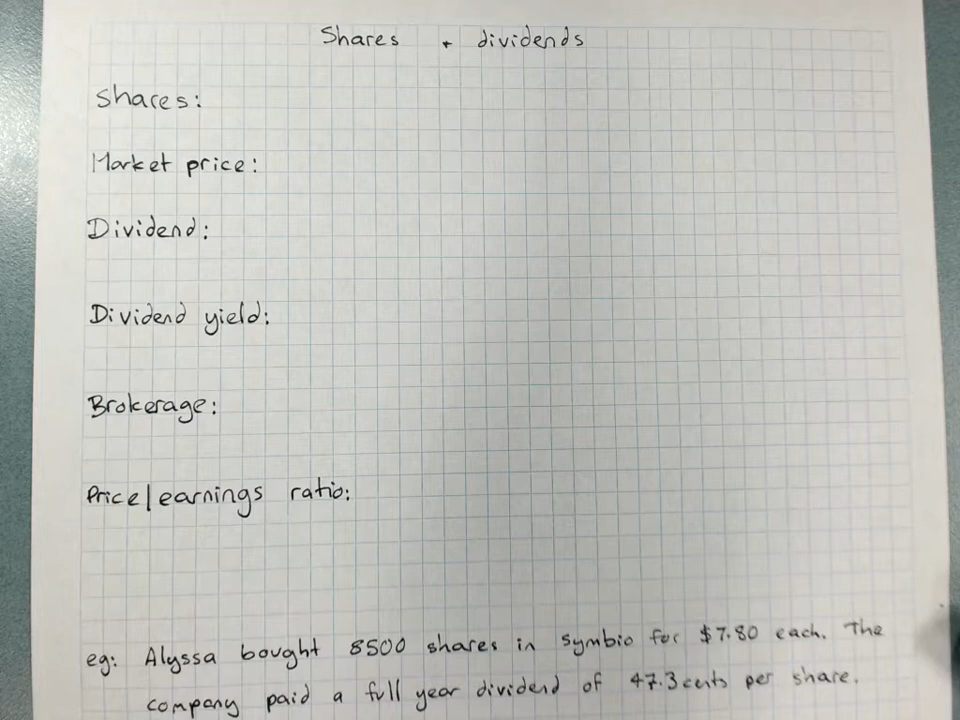 Shares + dividends
Shares:
Market price:
Dividend:
Dividend yield:
Brokerage:
Price/earnings ratio:
eg: Alyssa bought 8500 shares in Symbio for $7.80 each. The
company paid a full year dividend of 47.3 cents per share.